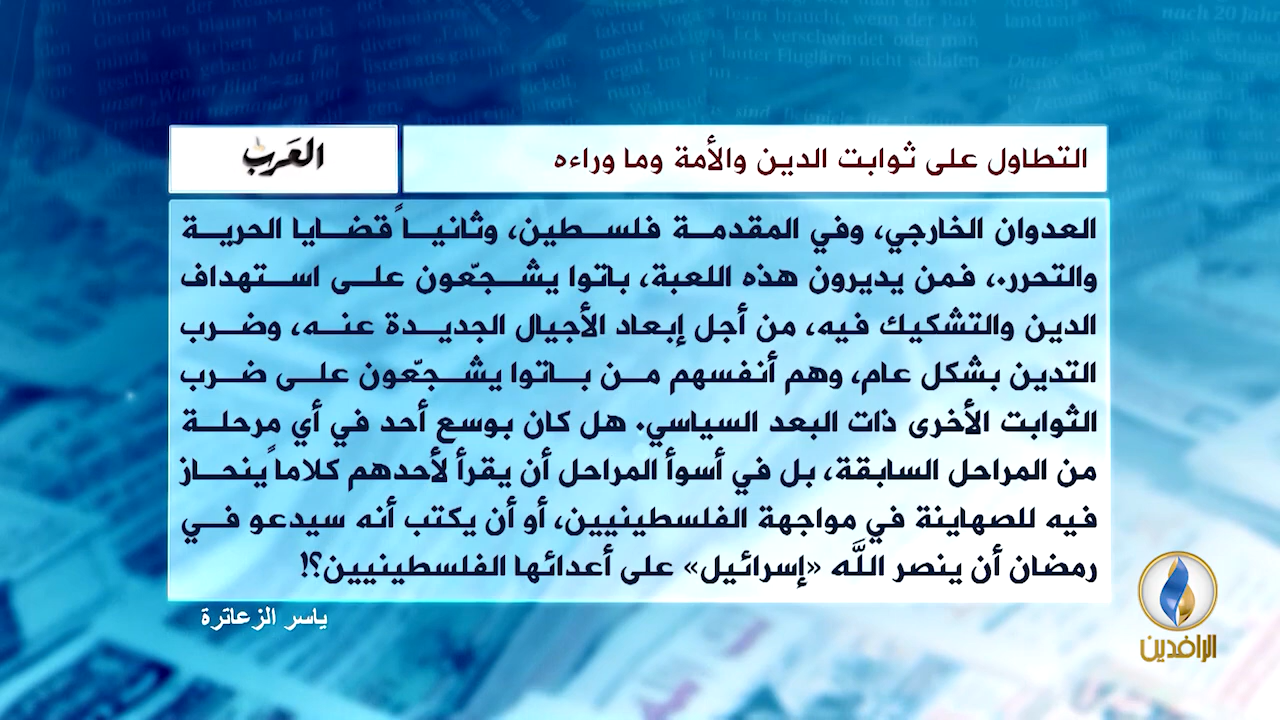 التطاول على ثوابت الدين والأمة وما وراءه
العرب
العدوان الخارجي، وفي المقدمة فلسطين، وثانياً قضايا الحرية
والتحرر.، فمن يديرون هذه اللعبة، باتوا يشجّعون على استهداف
الدين والتشكيك فيه، من أجل إبعاد الأجيال الجديدة عنه، وضرب
التدين بشكل عام، وهم أنفسهم من باتوا يشجّعون على ضرب
الثوابت الأخرى ذات البعد السياسي. هل كان بوسع أحد في أي مرحلة
من المراحل السابقة، بل في أسوأ المراحل أن يقرأ لأحدهم كلاماً ينحاز
فيه للصهاينة في مواجهة الفلسطينيين، أو أن يكتب أنه سيدعو في
رمضان أن ينصر اللَّه «إسرائيل» على أعدائها الفلسطينيين؟!
ياسر الزعاترة
الرافدين